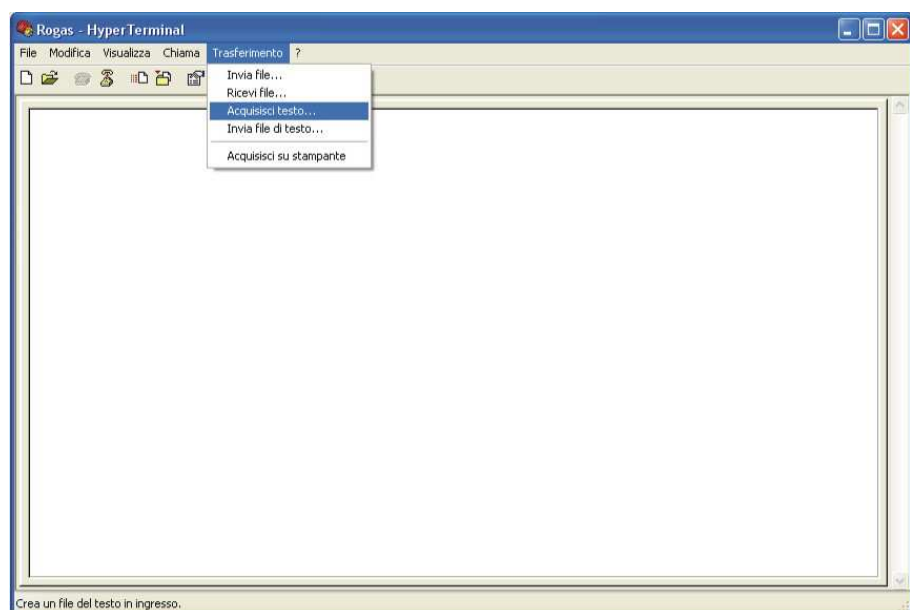 Rogas - HyperTerminal
File Modifica Visualizza Chiama Trasferimento ?
Invia file...
Ricevi file...
Acquisisci testo...
Invia file di testo...
Acquisisci su stampante
Crea un file del testo in ingresso.